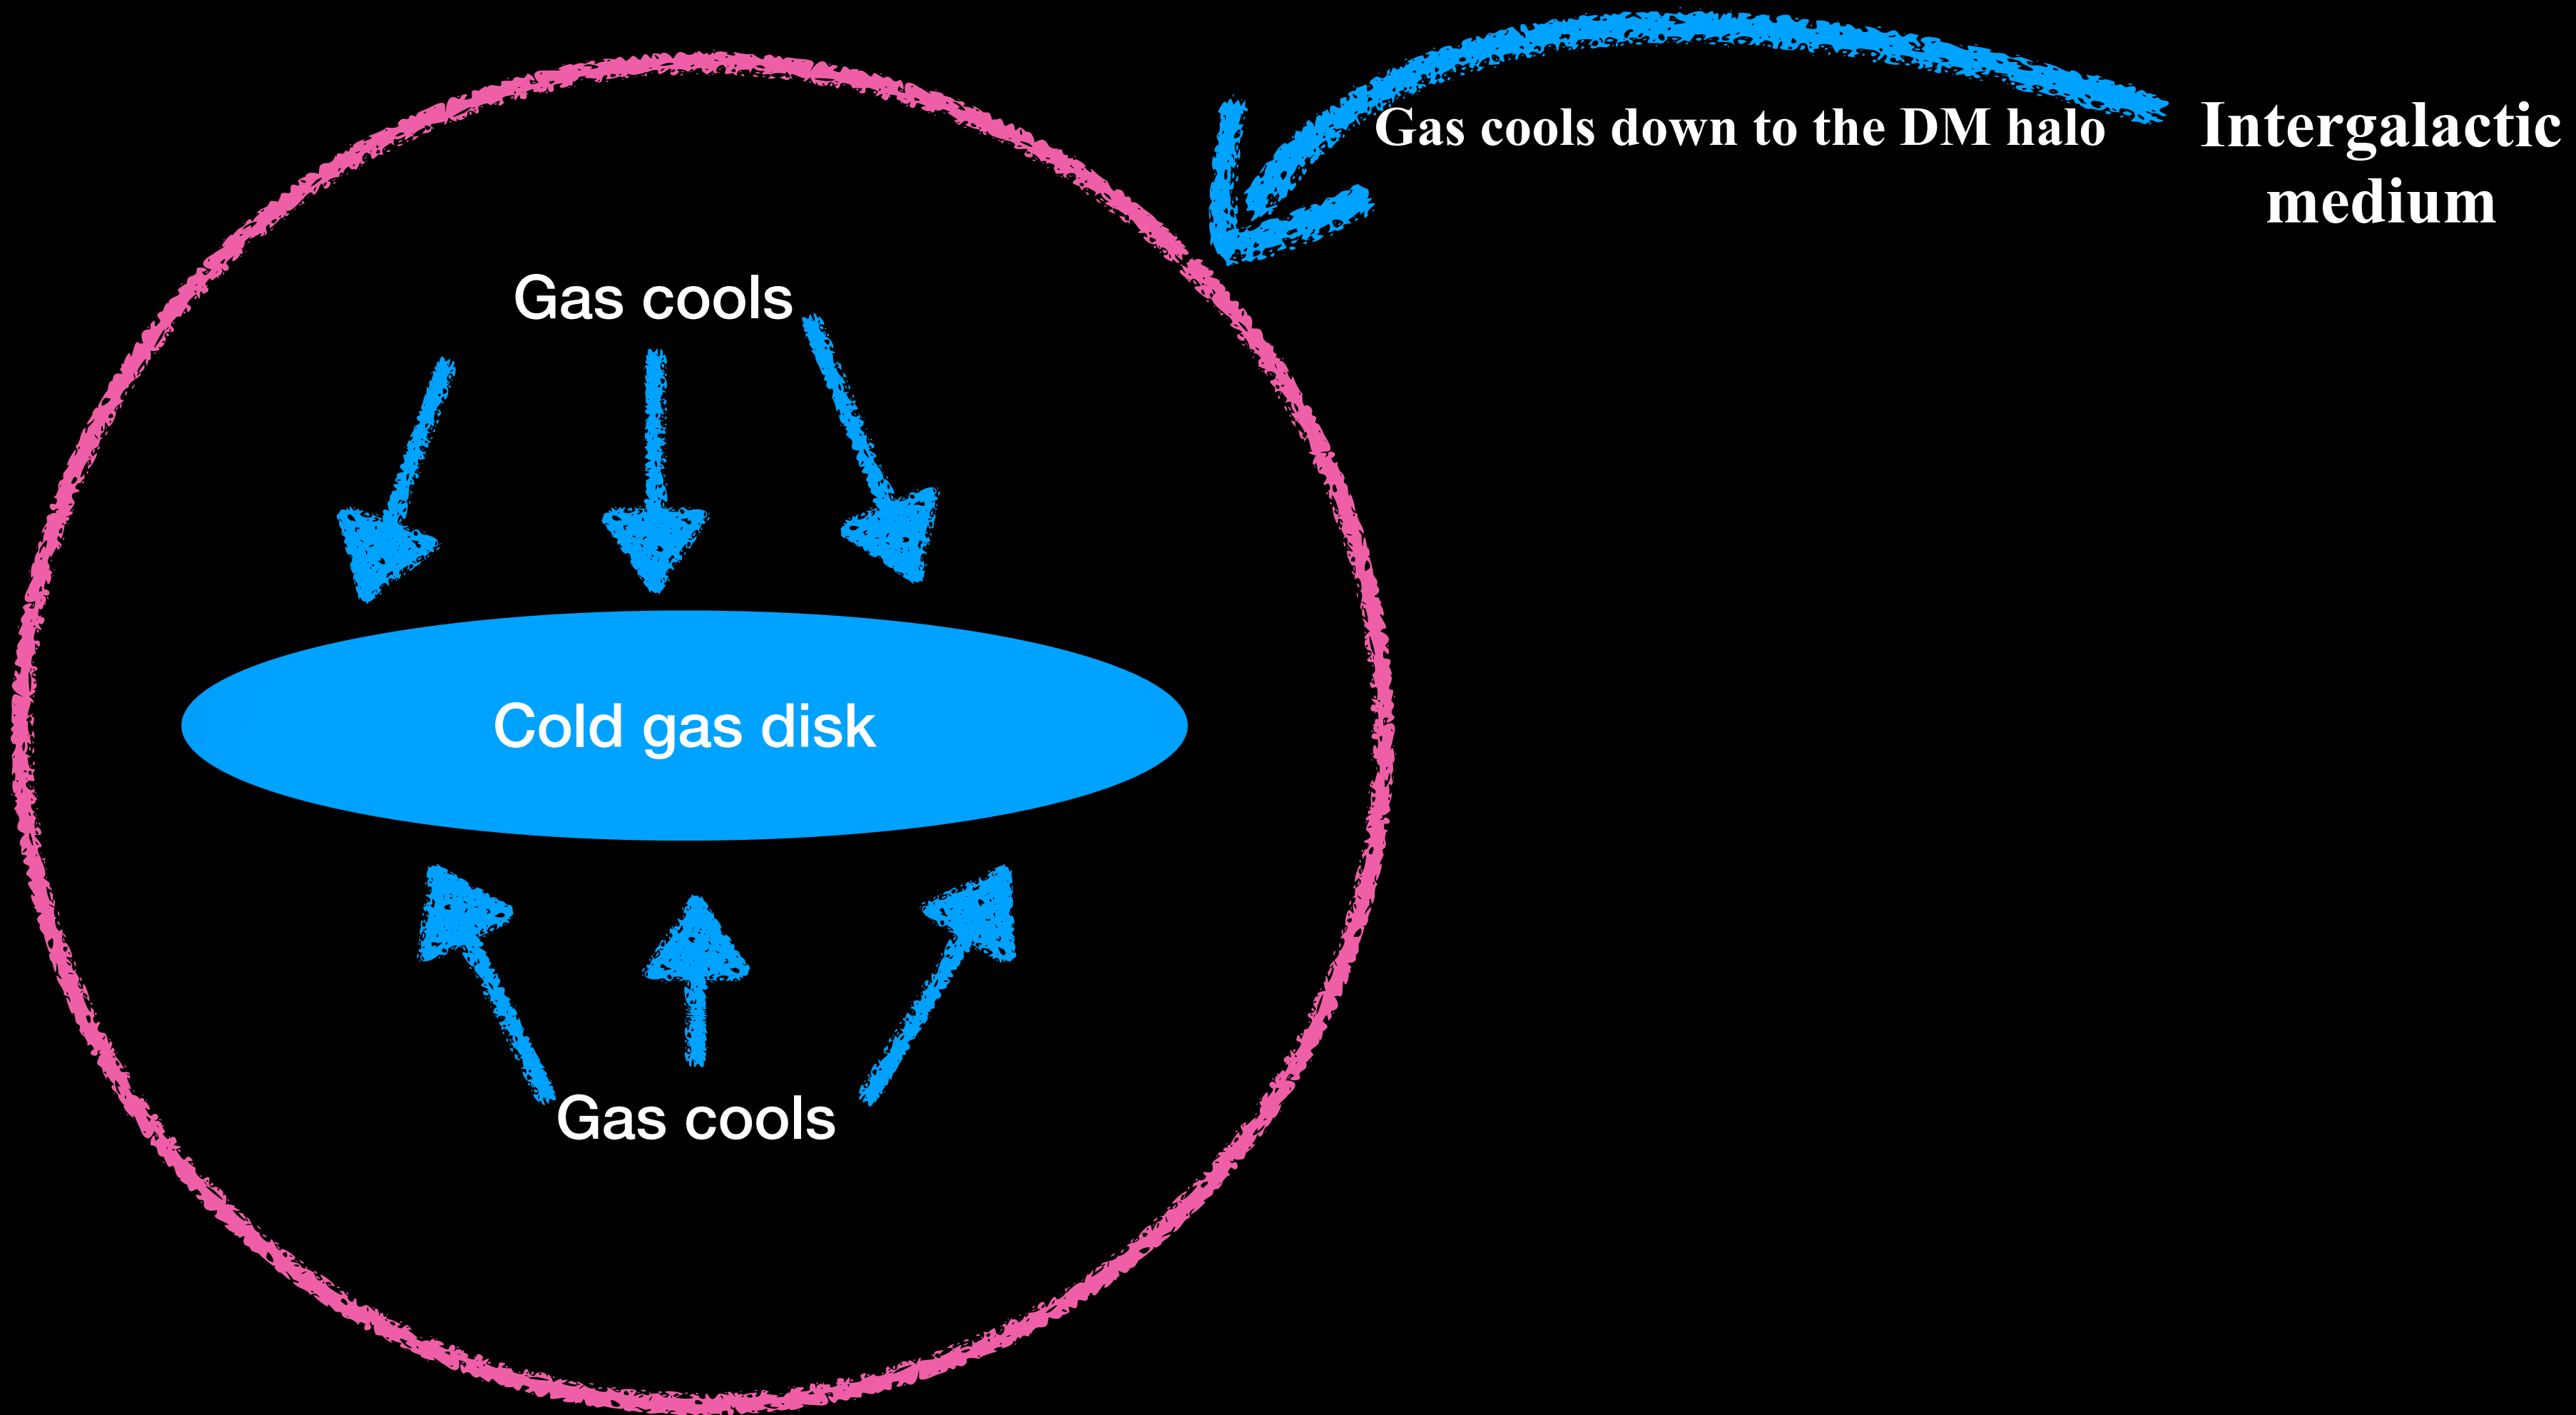 Gas cools down to the DM halo
Intergalactic
medium
Gas cools
Cold gas disk
Gas cools